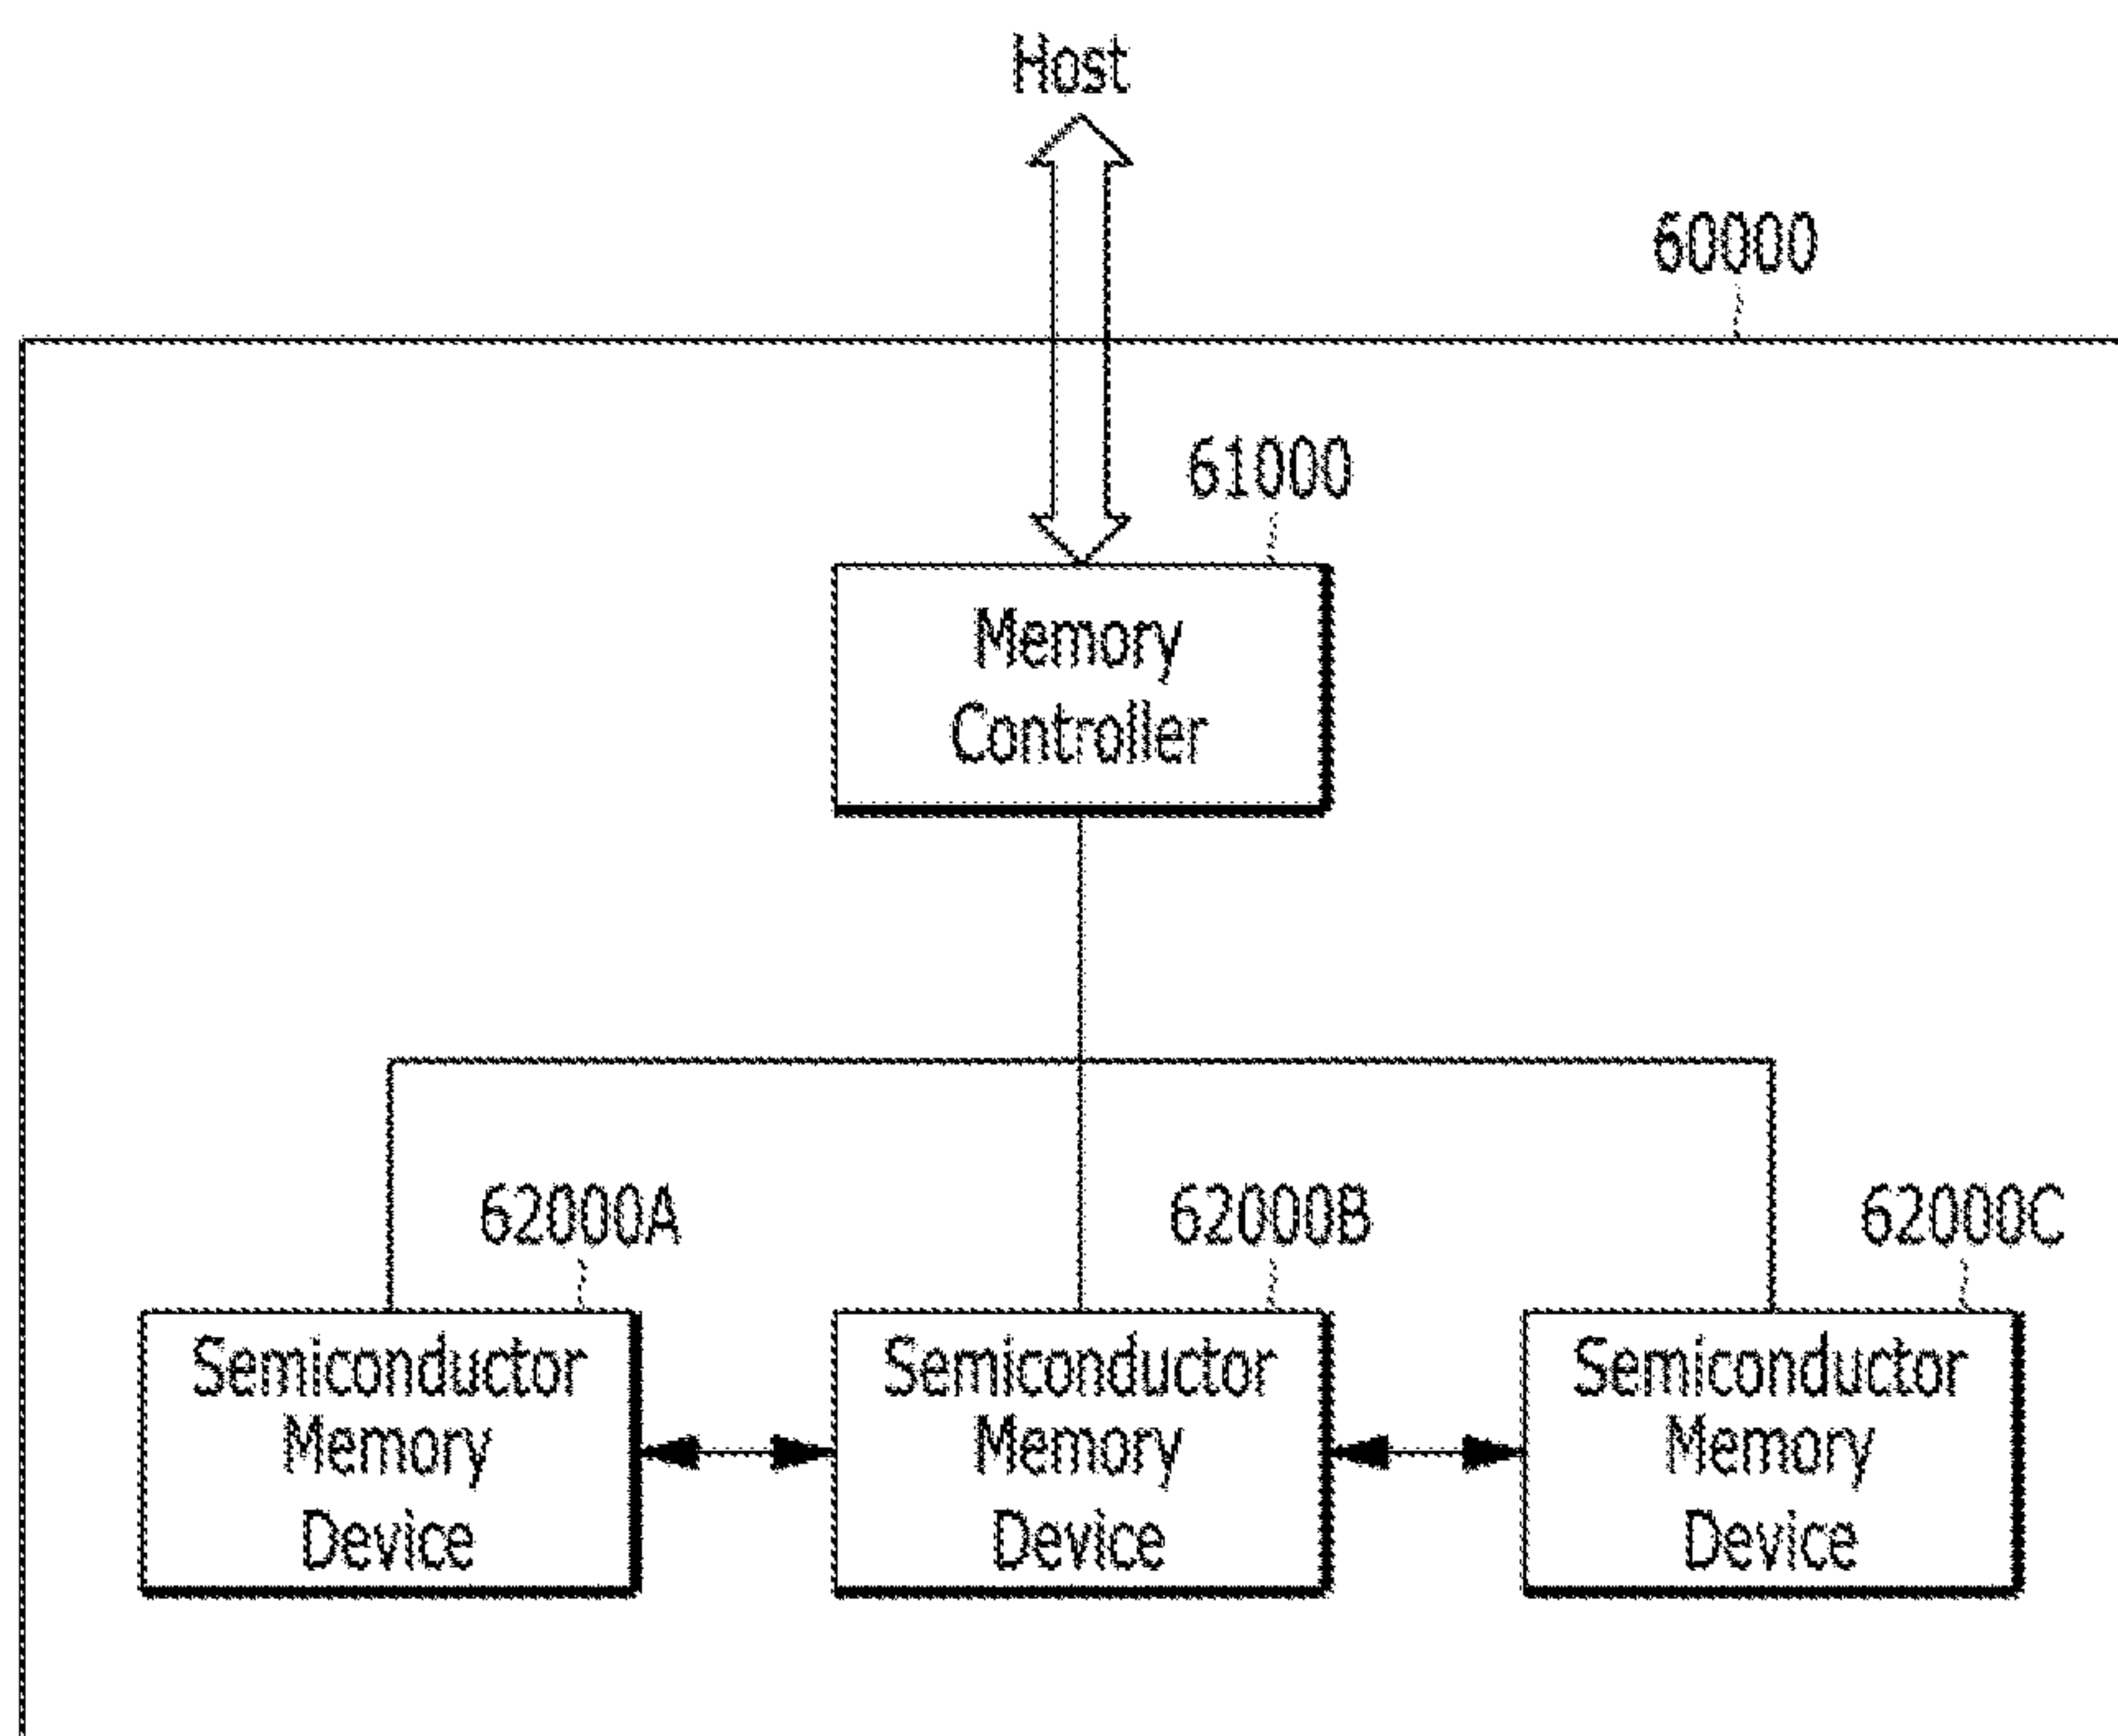 Host
60000
61000
Memory
Controller
62000A
62000B
62000C
Semiconductor
Memory
Device
Semiconductor
Memory
Device
Semiconductor
Memory
Device